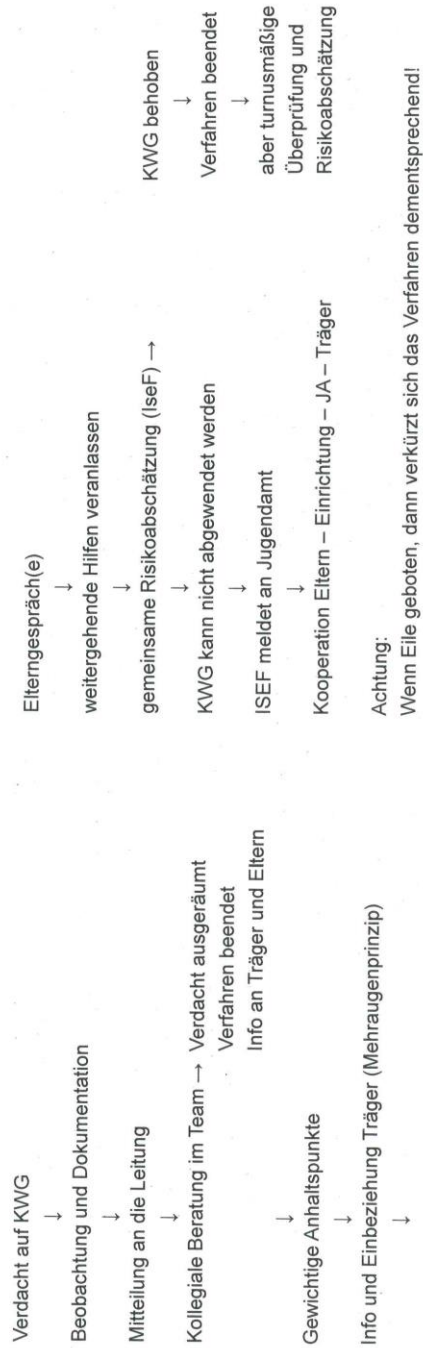 Verdacht auf KWG
↓
Beobachtung und Dokumentation
↓
Mitteilung an die Leitung
↓
Kollegiale Beratung im Team → Verdacht ausgeräumt
Verfahren beendet
Info an Träger und Eltern
↓
Gewichtige Anhaltspunkte
↓
Info und Einbeziehung Träger (Mehraugenprinzip)
↓
Elterngespräch(e)
↓
weitergehende Hilfen veranlassen
↓
gemeinsame Risikoabschätzung (IseF) →
↓
KWG kann nicht abgewendet werden
↓
ISEF meldet an Jugendamt
↓
Kooperation Eltern – Einrichtung – JA – Träger
KWG behoben
↓
Verfahren beendet
↓
aber turnusmäßige
Überprüfung und
Risikoabschätzung
Achtung:
Wenn Eile geboten, dann verkürzt sich das Verfahren dementsprechend!